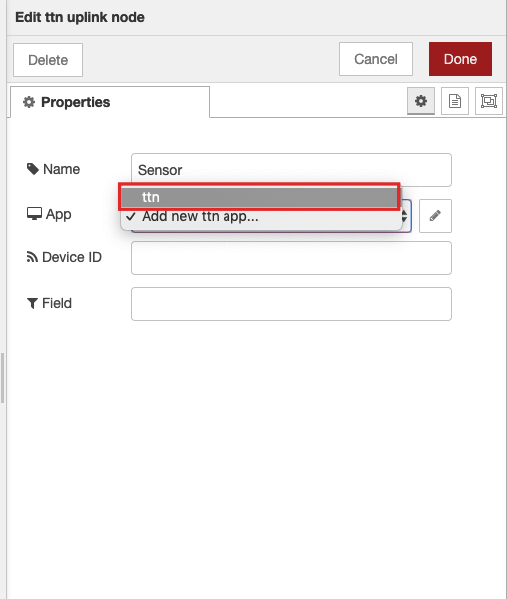 Edit ttn uplink node
Delete
Cancel
Done
Properties
Name
Sensor
ttn
App
✓ Add new ttn app...
Device ID
Field